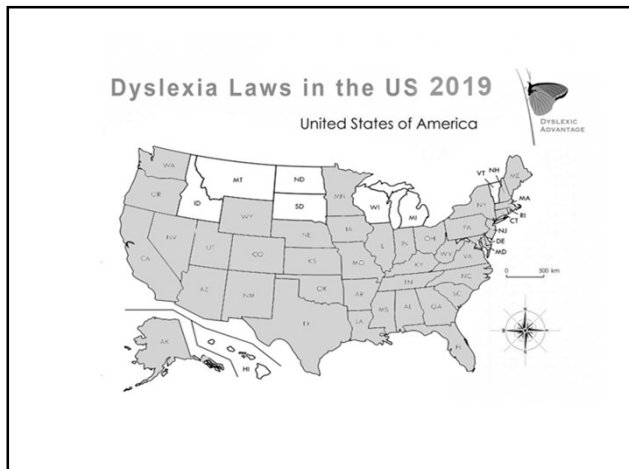 Dyslexia Laws in the US 2019
United States of America
DYSLEXIC
ADVANTAGE
WA
MT
ND
MN
VT
NH
ME
OR
ID
SD
WI
MI
NY
MA
RI
CT
WY
NE
IA
PA
NJ
DE
MD
NV
UT
CO
KS
MO
IL
IN
OH
WV
VA
KY
CA
AZ
NM
OK
AR
TN
NC
SC
TX
LA
MS
AL
GA
FL
AK
HI
0
500 km